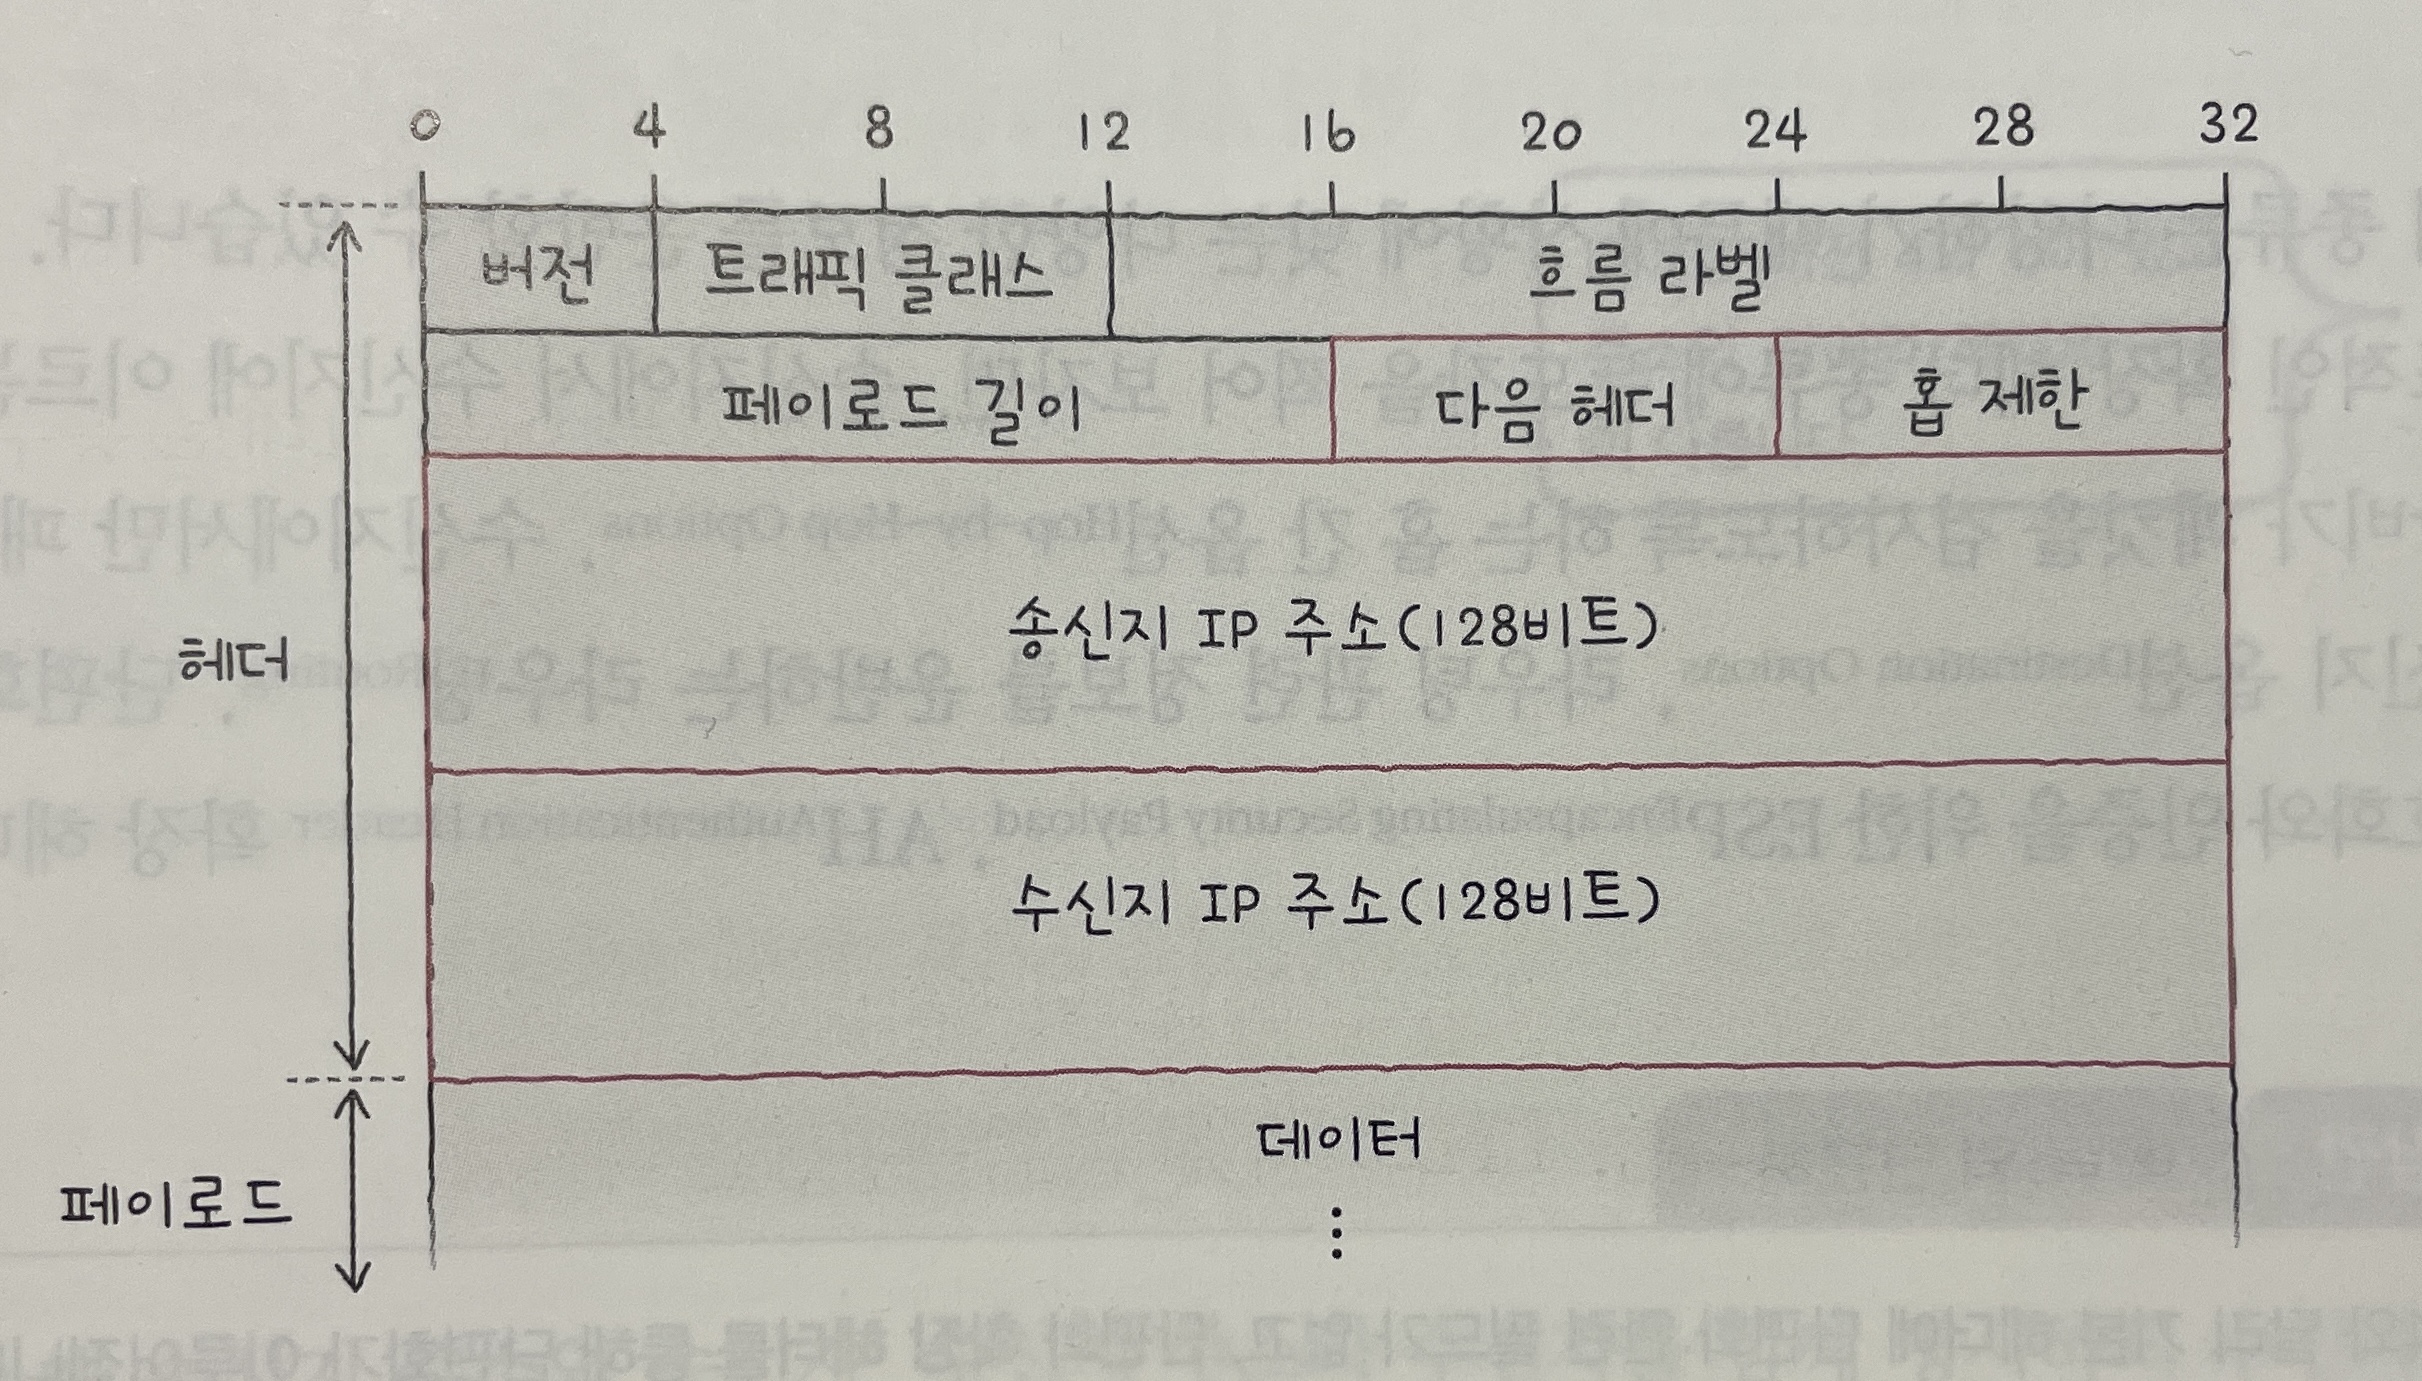 0 4 8 12 16 20 24 28 32
버전 트래픽 클래스 흐름 라벨
페이로드 길이 다음 헤더 홉 제한
송신지 IP 주소(128비트)
헤더
수신지 IP 주소(128비트)
데이터
페이로드
⋮